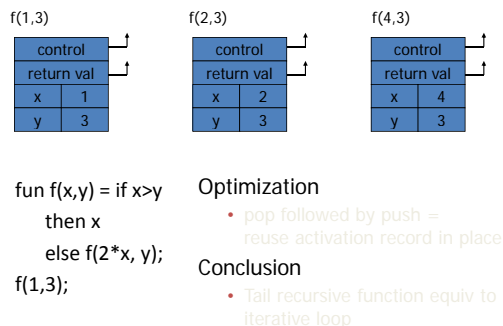 f(1,3) f(2,3) f(4,3)
control control control
return val return val return val
x 1 x 2 x 4
y 3 y 3 y 3
fun f(x,y) = if x>y
then x
else f(2*x, y);
f(1,3);
Optimization
• pop followed by push =
reuse activation record in place
Conclusion
• Tail recursive function equiv to
iterative loop